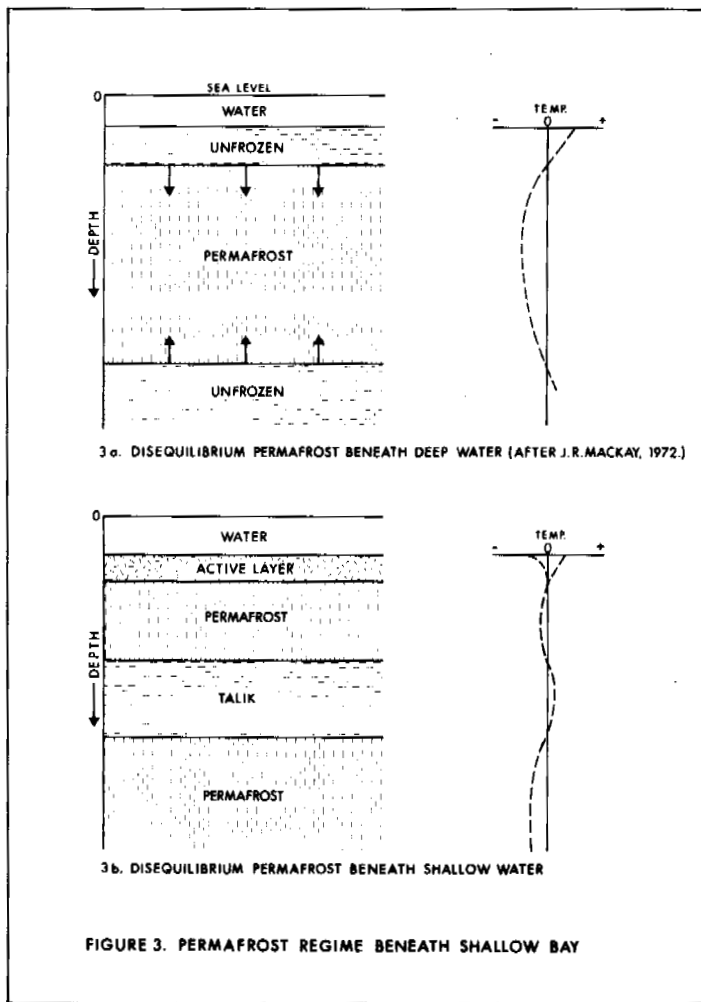 SEA LEVEL
0
WATER
UNFROZEN
PERMAFROST
DEPTH
UNFROZEN
TEMP.
- 0 +
3a. DISEQUILIBRIUM PERMAFROST BENEATH DEEP WATER (AFTER J.R.MACKAY, 1972.)
0
WATER
ACTIVE LAYER
PERMAFROST
DEPTH
TALIK
PERMAFROST
TEMP.
- 0 +
3b. DISEQUILIBRIUM PERMAFROST BENEATH SHALLOW WATER
FIGURE 3. PERMAFROST REGIME BENEATH SHALLOW BAY